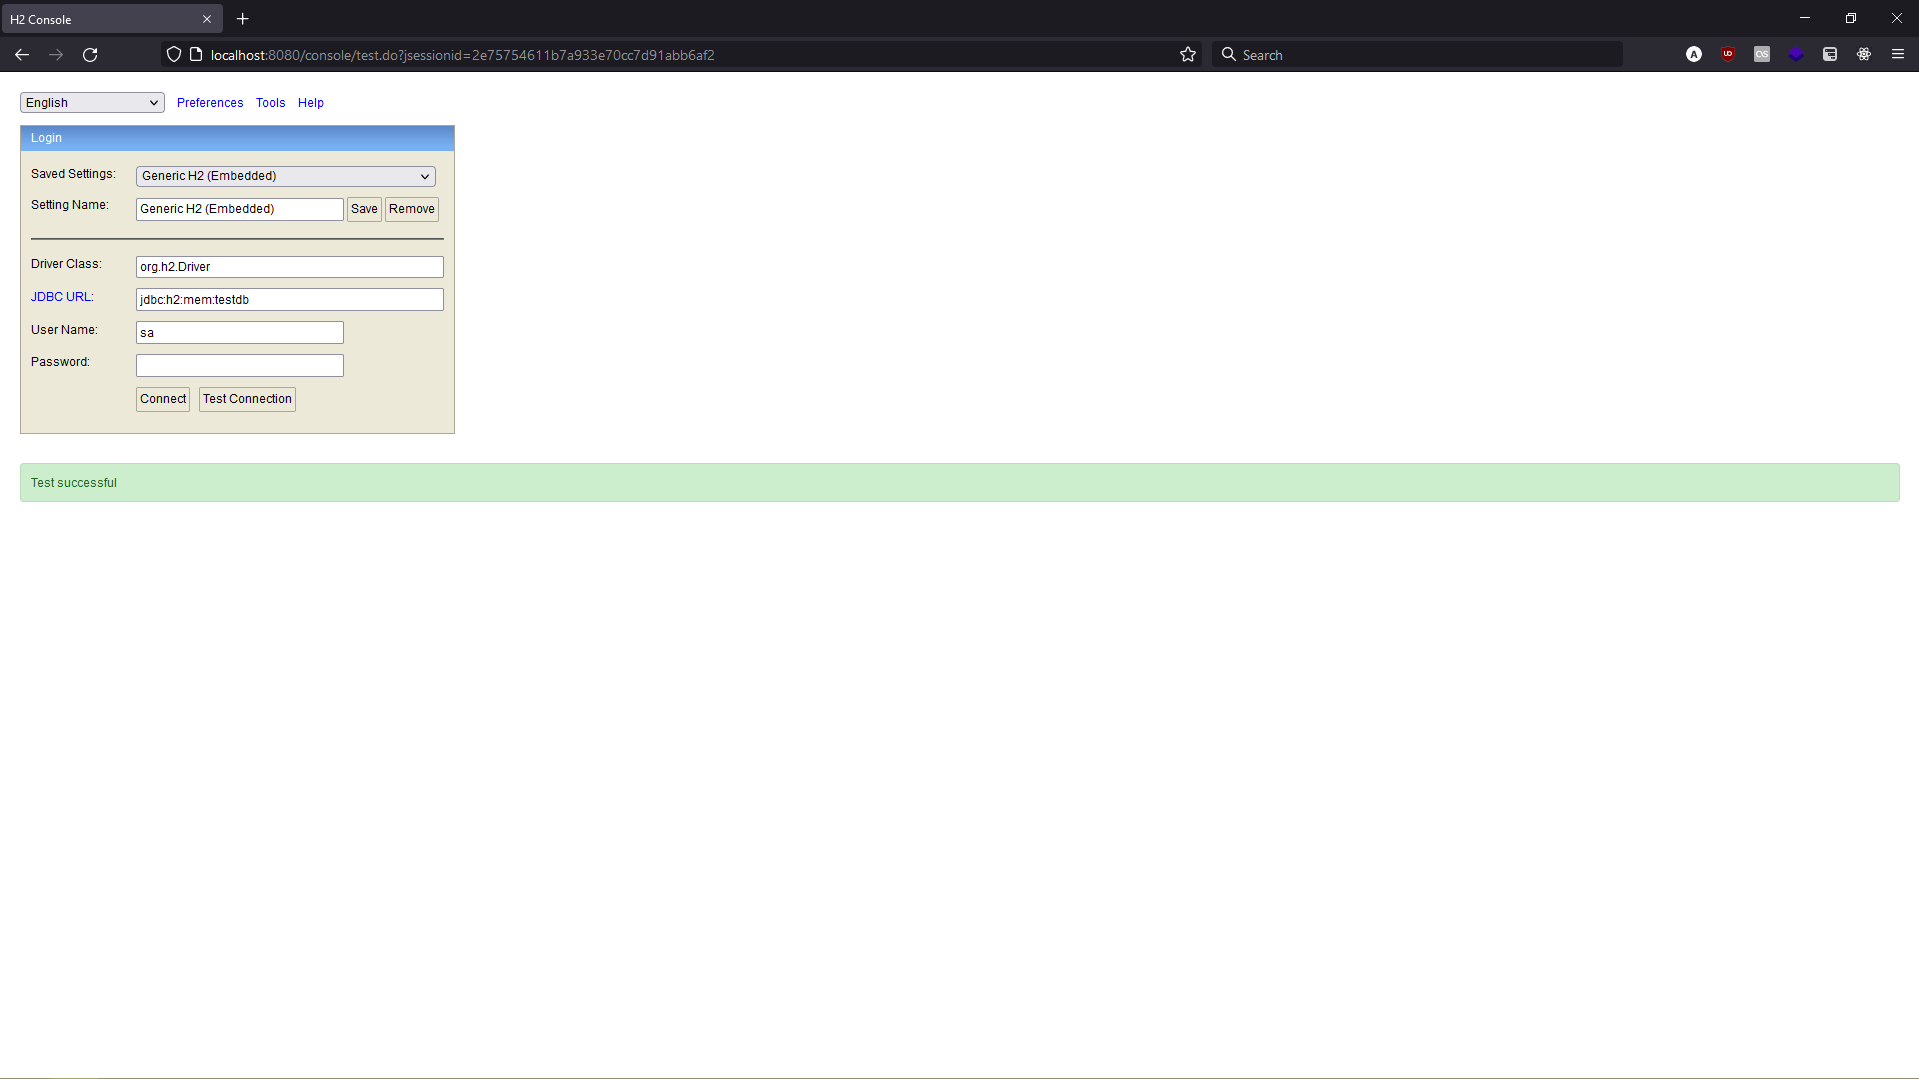 H2 Console
localhost:8080/console/test.do?jsessionid=2e75754611b7a933e70cc7d91abb6af2
Search
English Preferences Tools Help
Login
Saved Settings: Generic H2 (Embedded)
Setting Name: Generic H2 (Embedded) Save Remove
Driver Class: org.h2.Driver
JDBC URL: jdbc:h2:mem:testdb
User Name: sa
Password:
Connect Test Connection
Test successful